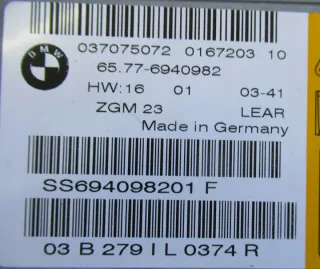 BMW
037075072 0167203 10
65.77-6940982
HW:16 01 03-41
ZGM 23 LEAR
Made in Germany
SS694098201 F
03 B 279 I L 0374 R